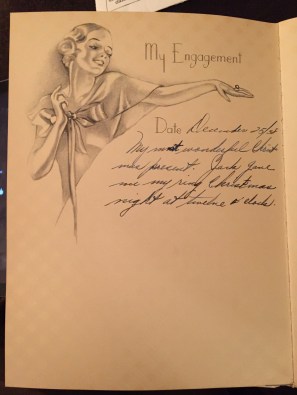 My Engagement
Date December 25/34
My most wonderful Christ
mas present. Jack gave
me my ring Christmas
night at twelve o'clock.